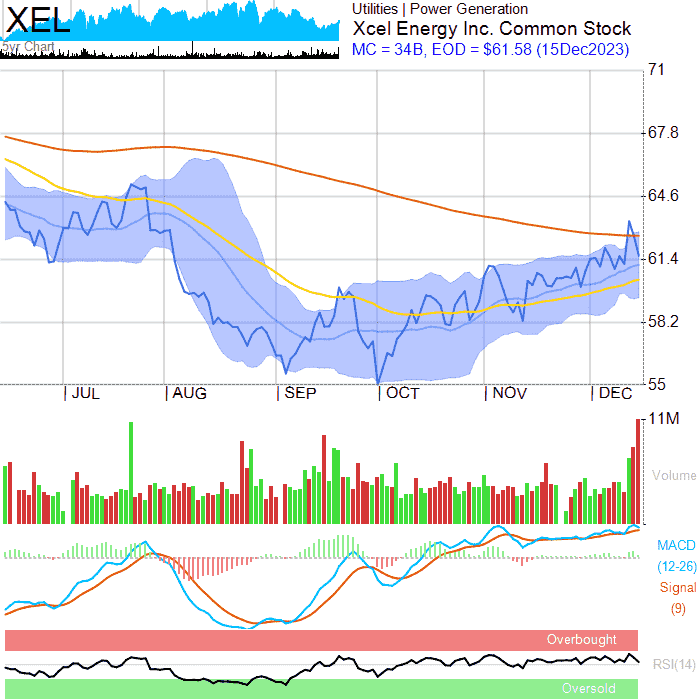 XEL
5yr Chart
Utilities | Power Generation
Xcel Energy Inc. Common Stock
MC = 34B, EOD = $61.58 (15Dec2023)
71
67.8
64.6
61.4
58.2
55
JUL
AUG
SEP
OCT
NOV
DEC
11M
Volume
MACD
(12-26)
Signal
(9)
Overbought
RSI(14)
Oversold